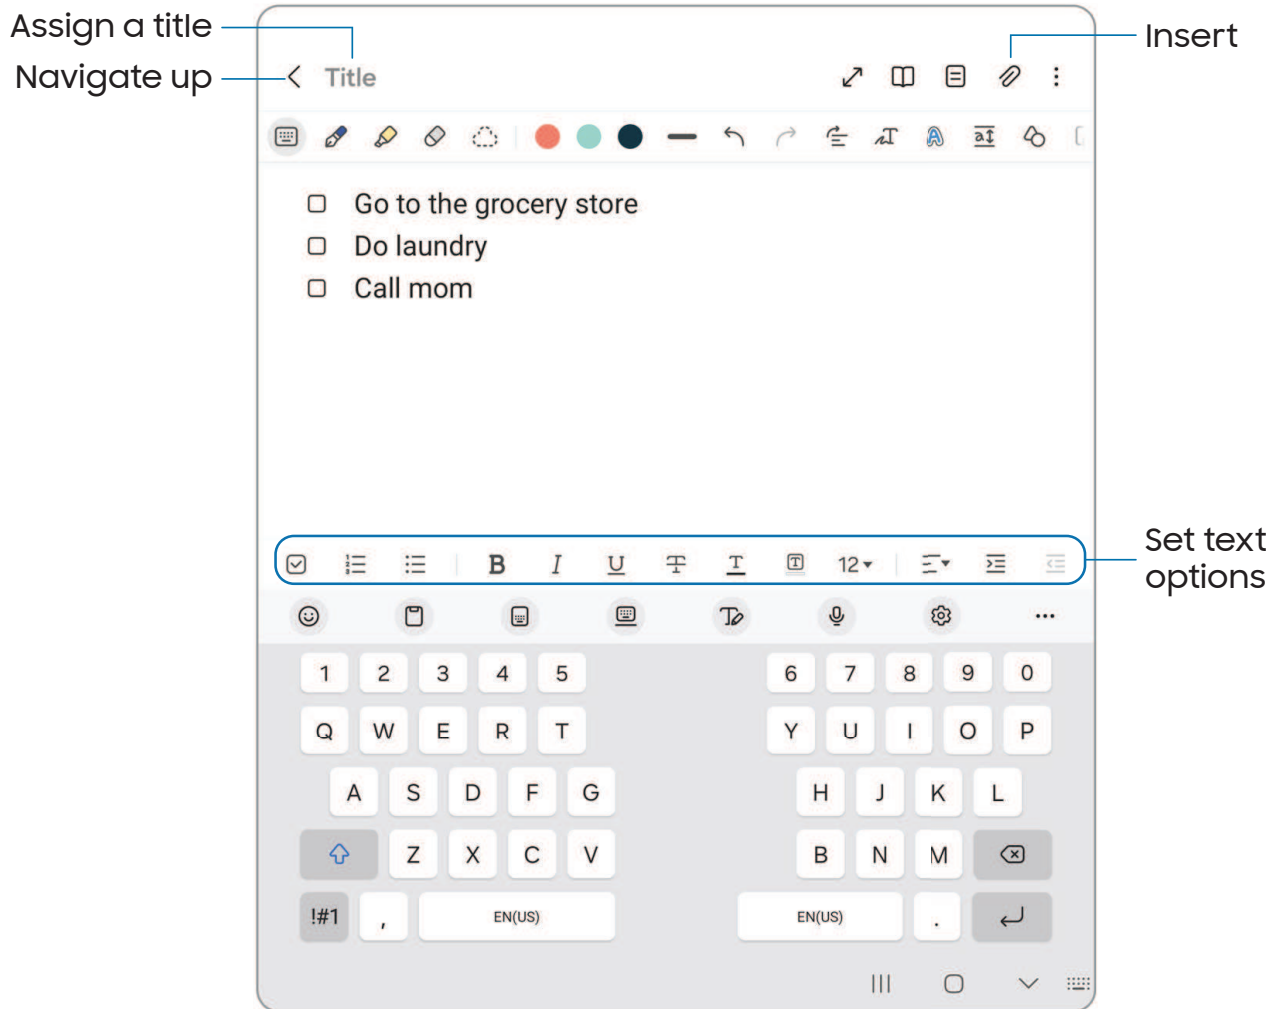 Assign a title
Insert
Navigate up
Title
Go to the grocery store
Do laundry
Call mom
Set text
options
B I U T T T 12
1 2 3 4 5 6 7 8 9 0
Q W E R T Y U I O P
A S D F G H J K L
Z X C V B N M
!#1 , EN(US) EN(US) .